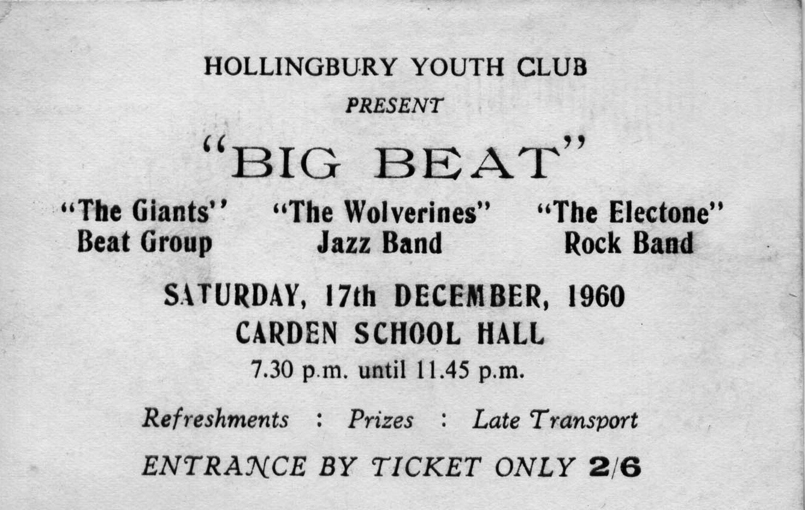 HOLLINGBURY YOUTH CLUB
PRESENT
“BIG BEAT”
“The Giants” “The Wolverines” “The Electone”
Beat Group Jazz Band Rock Band
SATURDAY, 17th DECEMBER, 1960
CARDEN SCHOOL HALL
7.30 p.m. until 11.45 p.m.
Refreshments : Prizes : Late Transport
ENTRANCE BY TICKET ONLY 2/6